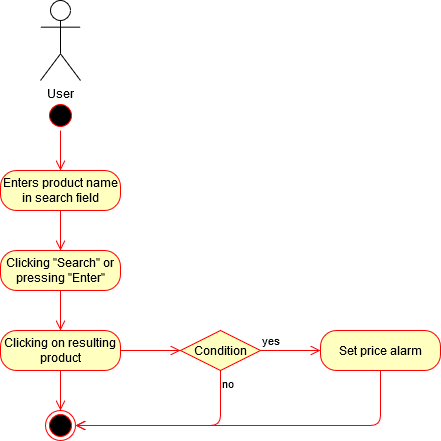 User
Enters product name
in search field
Clicking "Search" or
pressing "Enter"
Clicking on resulting
product
Condition
yes
Set price alarm
no